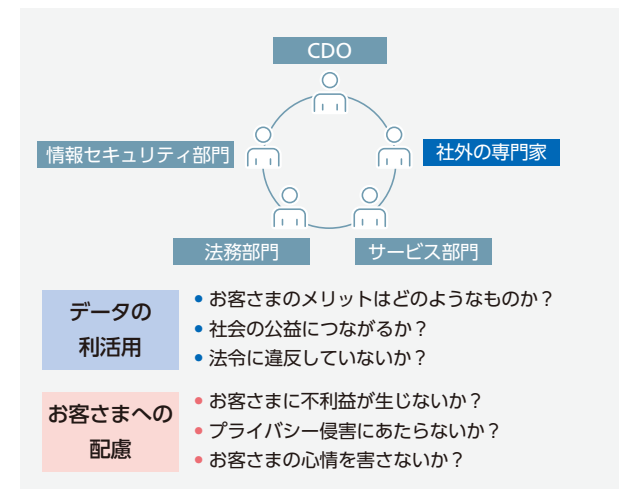 CDO
情報セキュリティ部門
社外の専門家
法務部門
サービス部門
データの
利活用
• お客さまのメリットはどのようなものか？
• 社会の公益につながるか？
• 法令に違反していないか？
お客さまへの
配慮
• お客さまに不利益が生じないか？
• プライバシー侵害にあたらないか？
• お客さまの心情を害さないか？